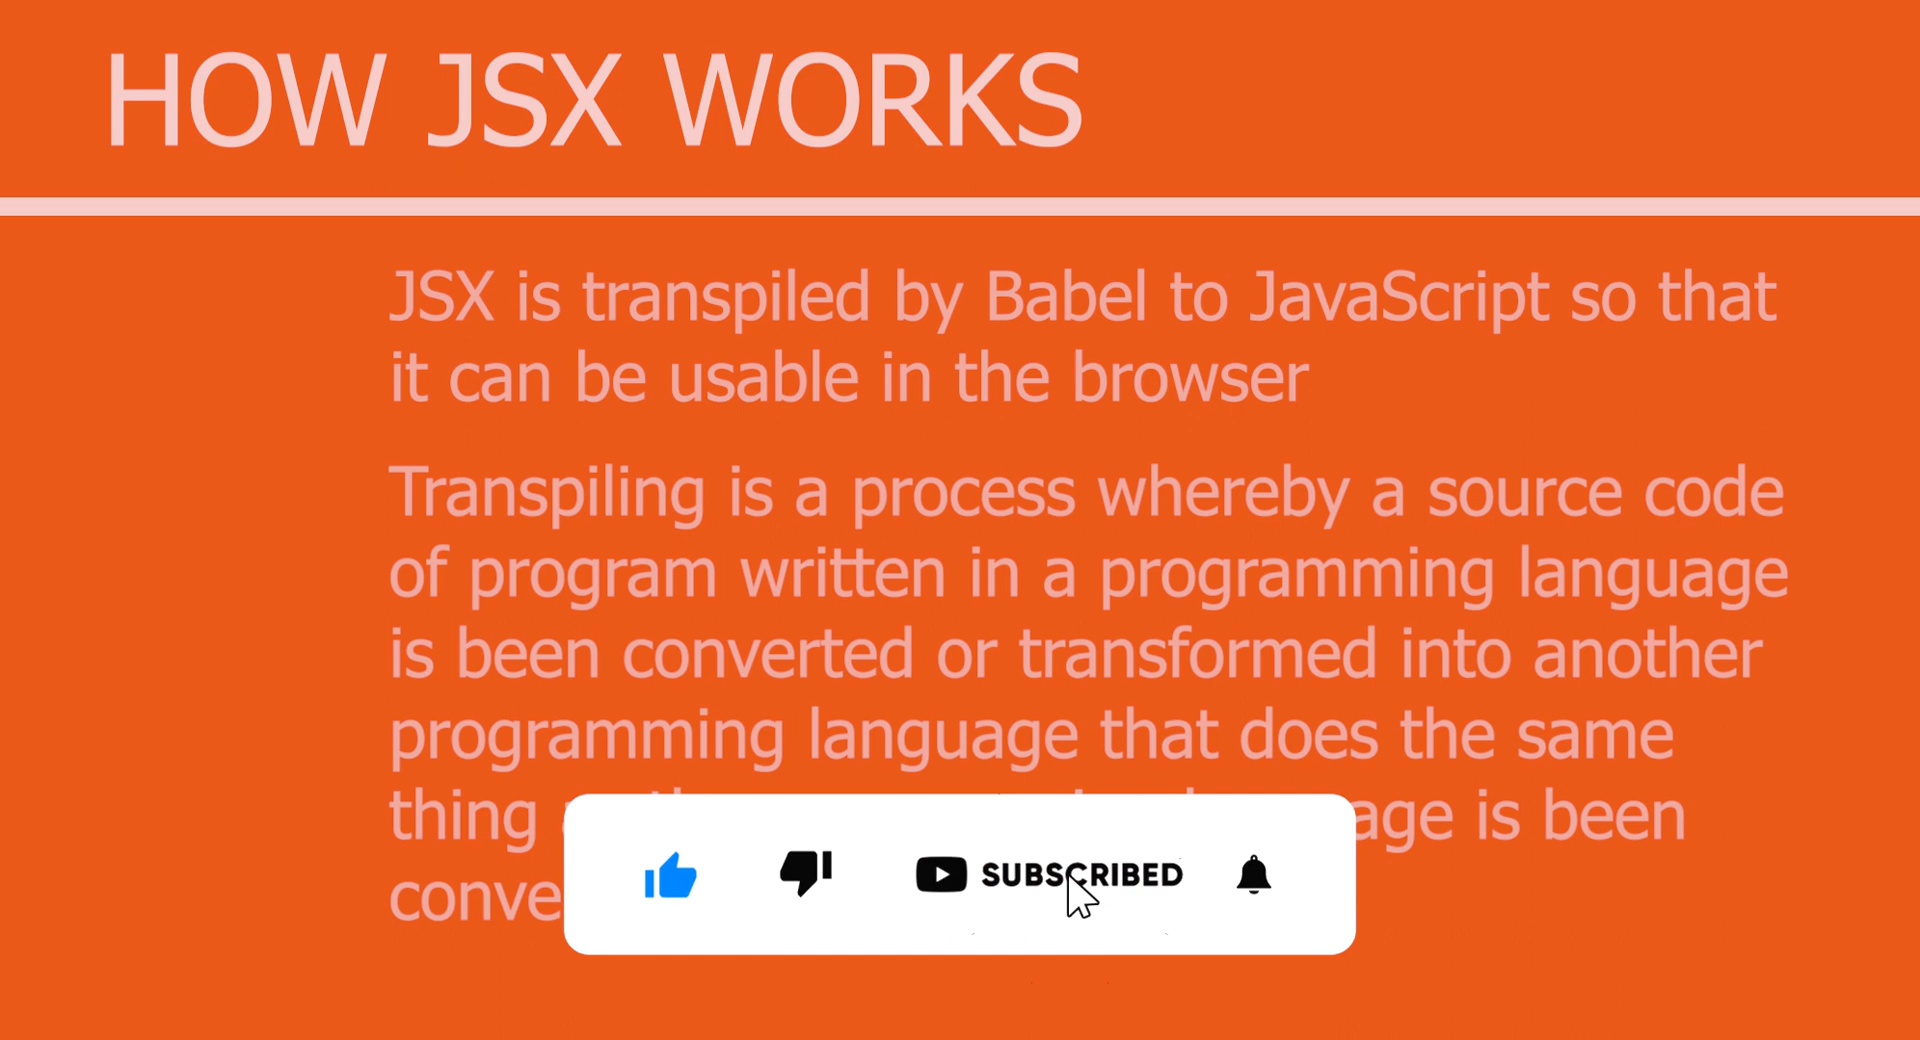 HOW JSX WORKS
JSX is transpiled by Babel to JavaScript so that
it can be usable in the browser
Transpiling is a process whereby a source code
of program written in a programming language
is been converted or transformed into another
programming language that does the same
thing is been
SUBSCRIBED